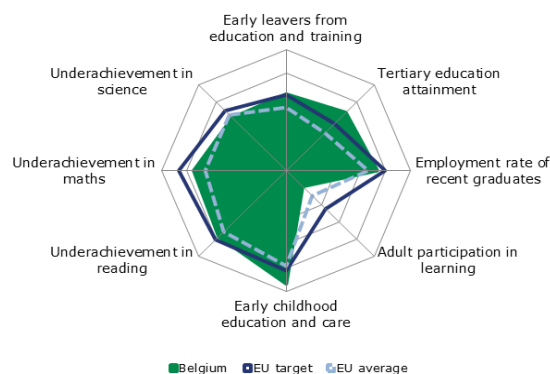 Early leavers from
education and training
Tertiary education
attainment
Employment rate of
recent graduates
Adult participation in
learning
Early childhood
education and care
Underachievement in
reading
Underachievement in
maths
Underachievement in
science
Belgium
EU target
EU average